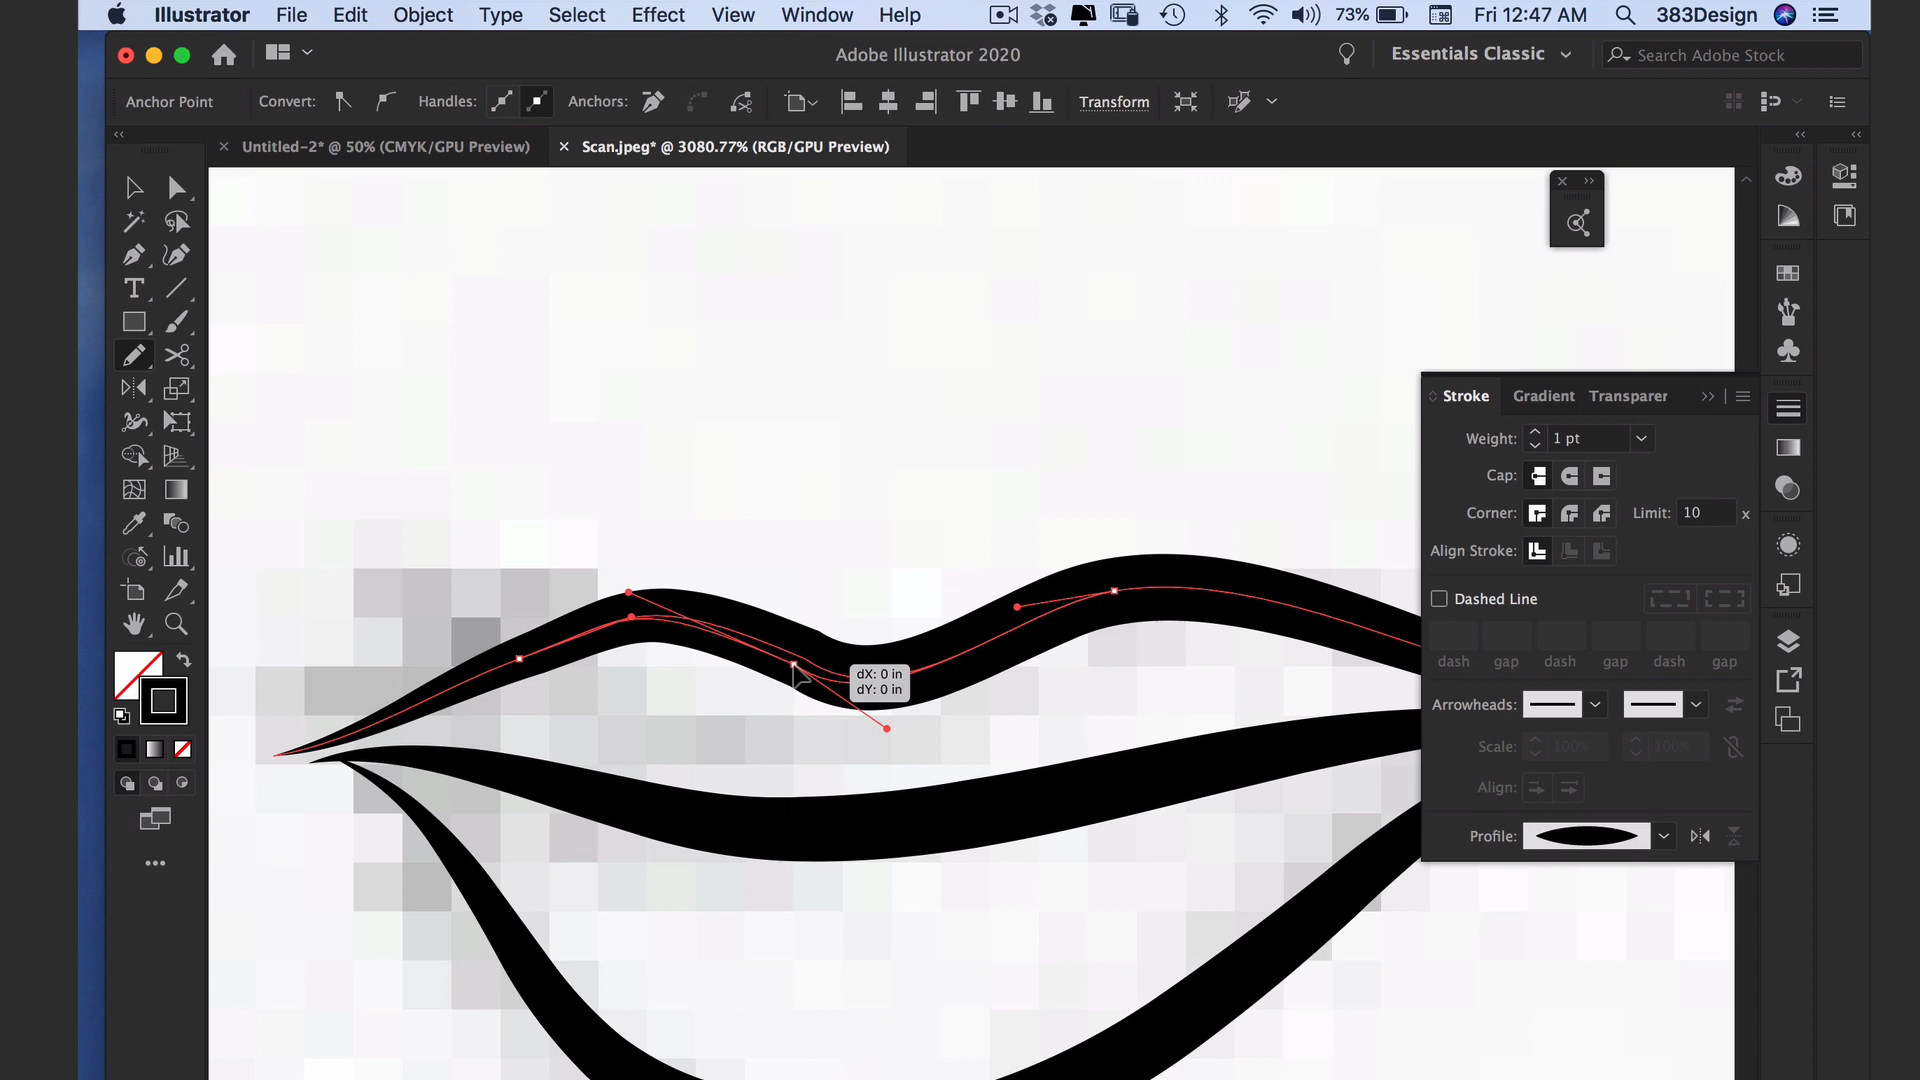 Illustrator File Edit Object Type Select Effect View Window Help 73% Fri 12:47 AM 383Design
Adobe Illustrator 2020 Essentials Classic Search Adobe Stock
Anchor Point Convert: Handles: Anchors: Transform
Untitled-2* @ 50% (CMYK/GPU Preview) Scan.jpeg* @ 3080.77% (RGB/GPU Preview)
Stroke Gradient Transparer
Weight: 1 pt
Cap:
Corner: Limit: 10 x
Align Stroke:
Dashed Line
dX: 0 in
dY: 0 in
dash gap dash gap dash gap
Arrowheads:
Scale: 100% 100%
Align:
Profile: